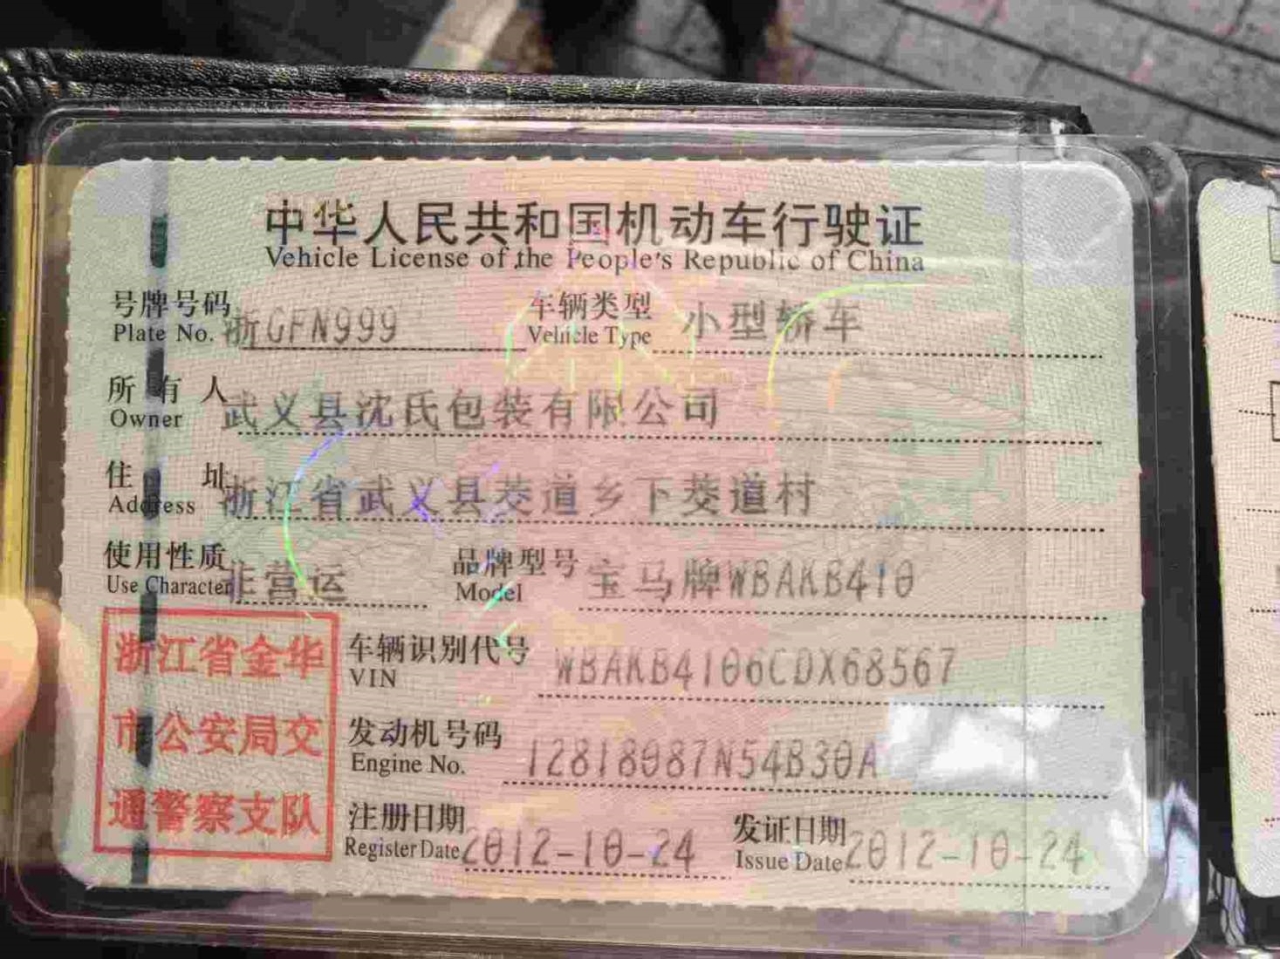 中华人民共和国机动车行驶证
Vehicle License of the People's Republic of China
号牌号码 浙GFN999 车辆类型 小型轿车
Plate No. Vehicle Type
所有人 武义县沈氏包装有限公司
Owner
住址 浙江省武义县茭道乡下茭道村
Address
使用性质 非营运 品牌型号 宝马牌WBAKB410
Use Character Model
浙江省金华
市公安局交
通警察支队
车辆识别代号 WBAKB4106CDX68567
VIN
发动机号码 12818087N54B30A
Engine No.
注册日期 2012-10-24 发证日期 2012-10-24
Register Date Issue Date